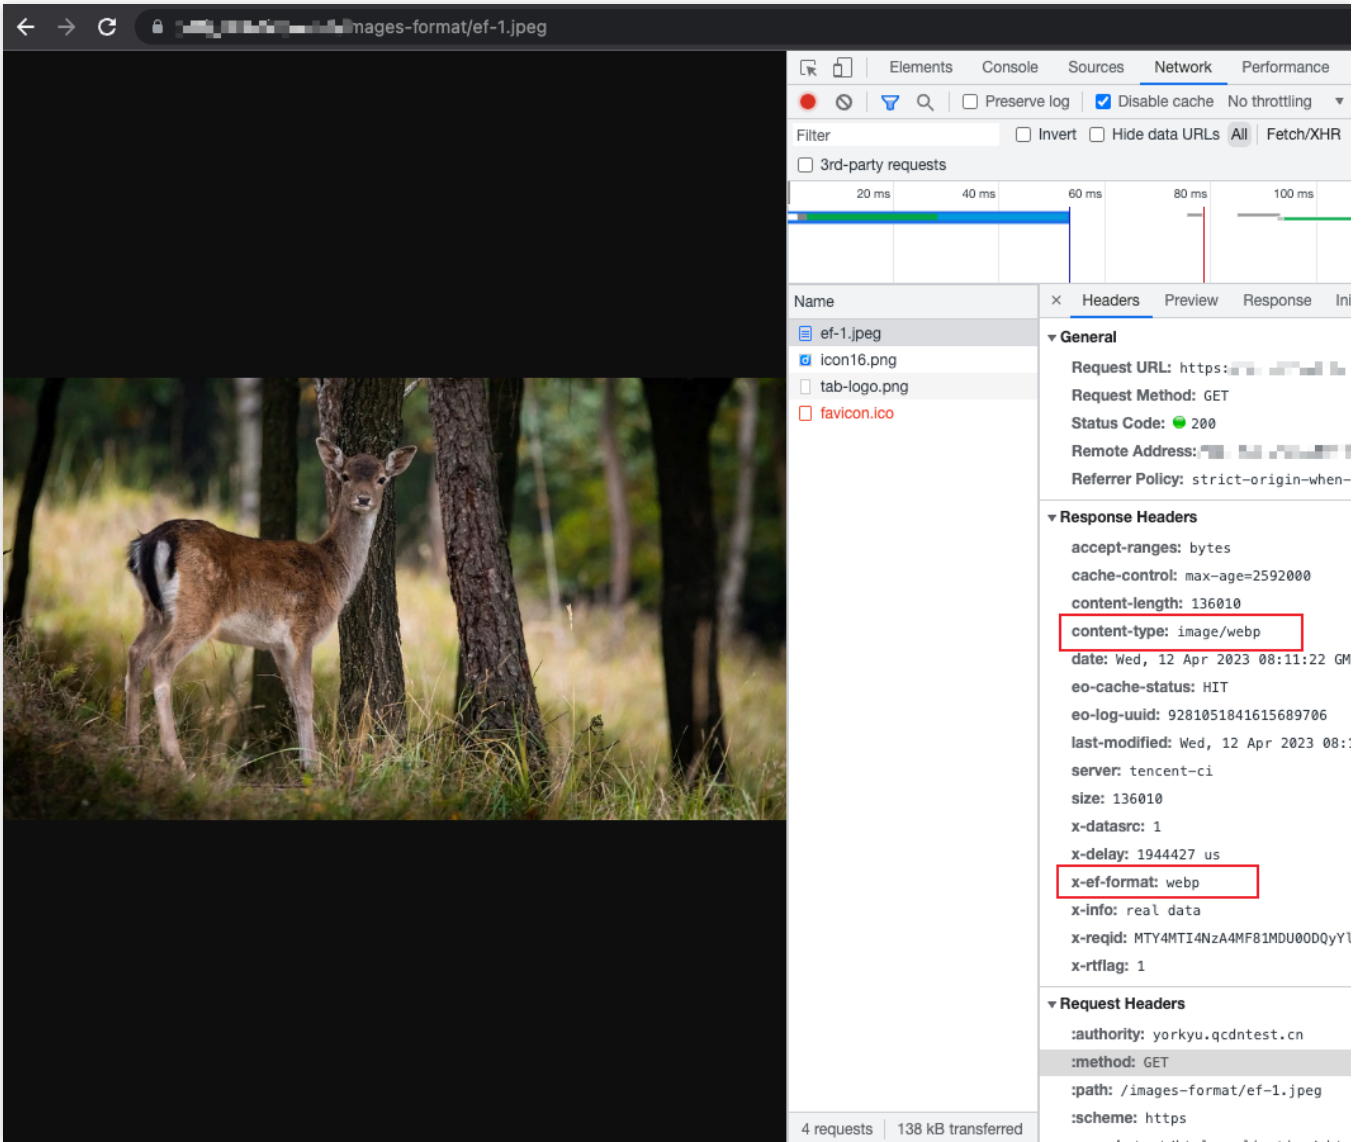 mages-format/ef-1.jpeg
Elements Console Sources Network Performance
Preserve log Disable cache No throttling
Filter Invert Hide data URLs All Fetch/XHR
3rd-party requests
20 ms 40 ms 60 ms 80 ms 100 ms
Name
ef-1.jpeg
icon16.png
tab-logo.png
favicon.ico
4 requests 138 kB transferred
× Headers Preview Response Ini
General
Request URL: https:
Request Method: GET
Status Code: 200
Remote Address:
Referrer Policy: strict-origin-when-
Response Headers
accept-ranges: bytes
cache-control: max-age=2592000
content-length: 136010
content-type: image/webp
date: Wed, 12 Apr 2023 08:11:22 GM
eo-cache-status: HIT
eo-log-uuid: 9281051841615689706
last-modified: Wed, 12 Apr 2023 08:
server: tencent-ci
size: 136010
x-datasrc: 1
x-delay: 1944427 us
x-ef-format: webp
x-info: real data
x-reqid: MTY4MTI4NzA4MF81MDU0ODQyYl
x-rtflag: 1
Request Headers
:authority: yorkyu.qcdntest.cn
:method: GET
:path: /images-format/ef-1.jpeg
:scheme: https